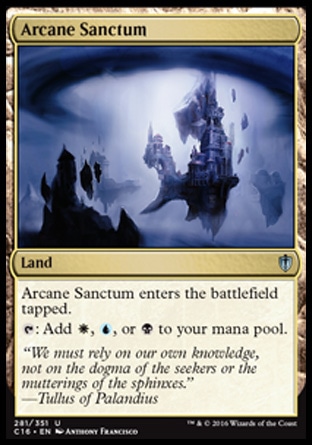 Arcane Sanctum
Land
Arcane Sanctum enters the battlefield
tapped.
: Add , , or to your mana pool.
“We must rely on our own knowledge,
not on the dogma of the seekers or the
mutterings of the sphinxes.”
—Tullus of Palandius
281/351 U
C16 • EN Anthony Francisco
™ & © 2016 Wizards of the Coast